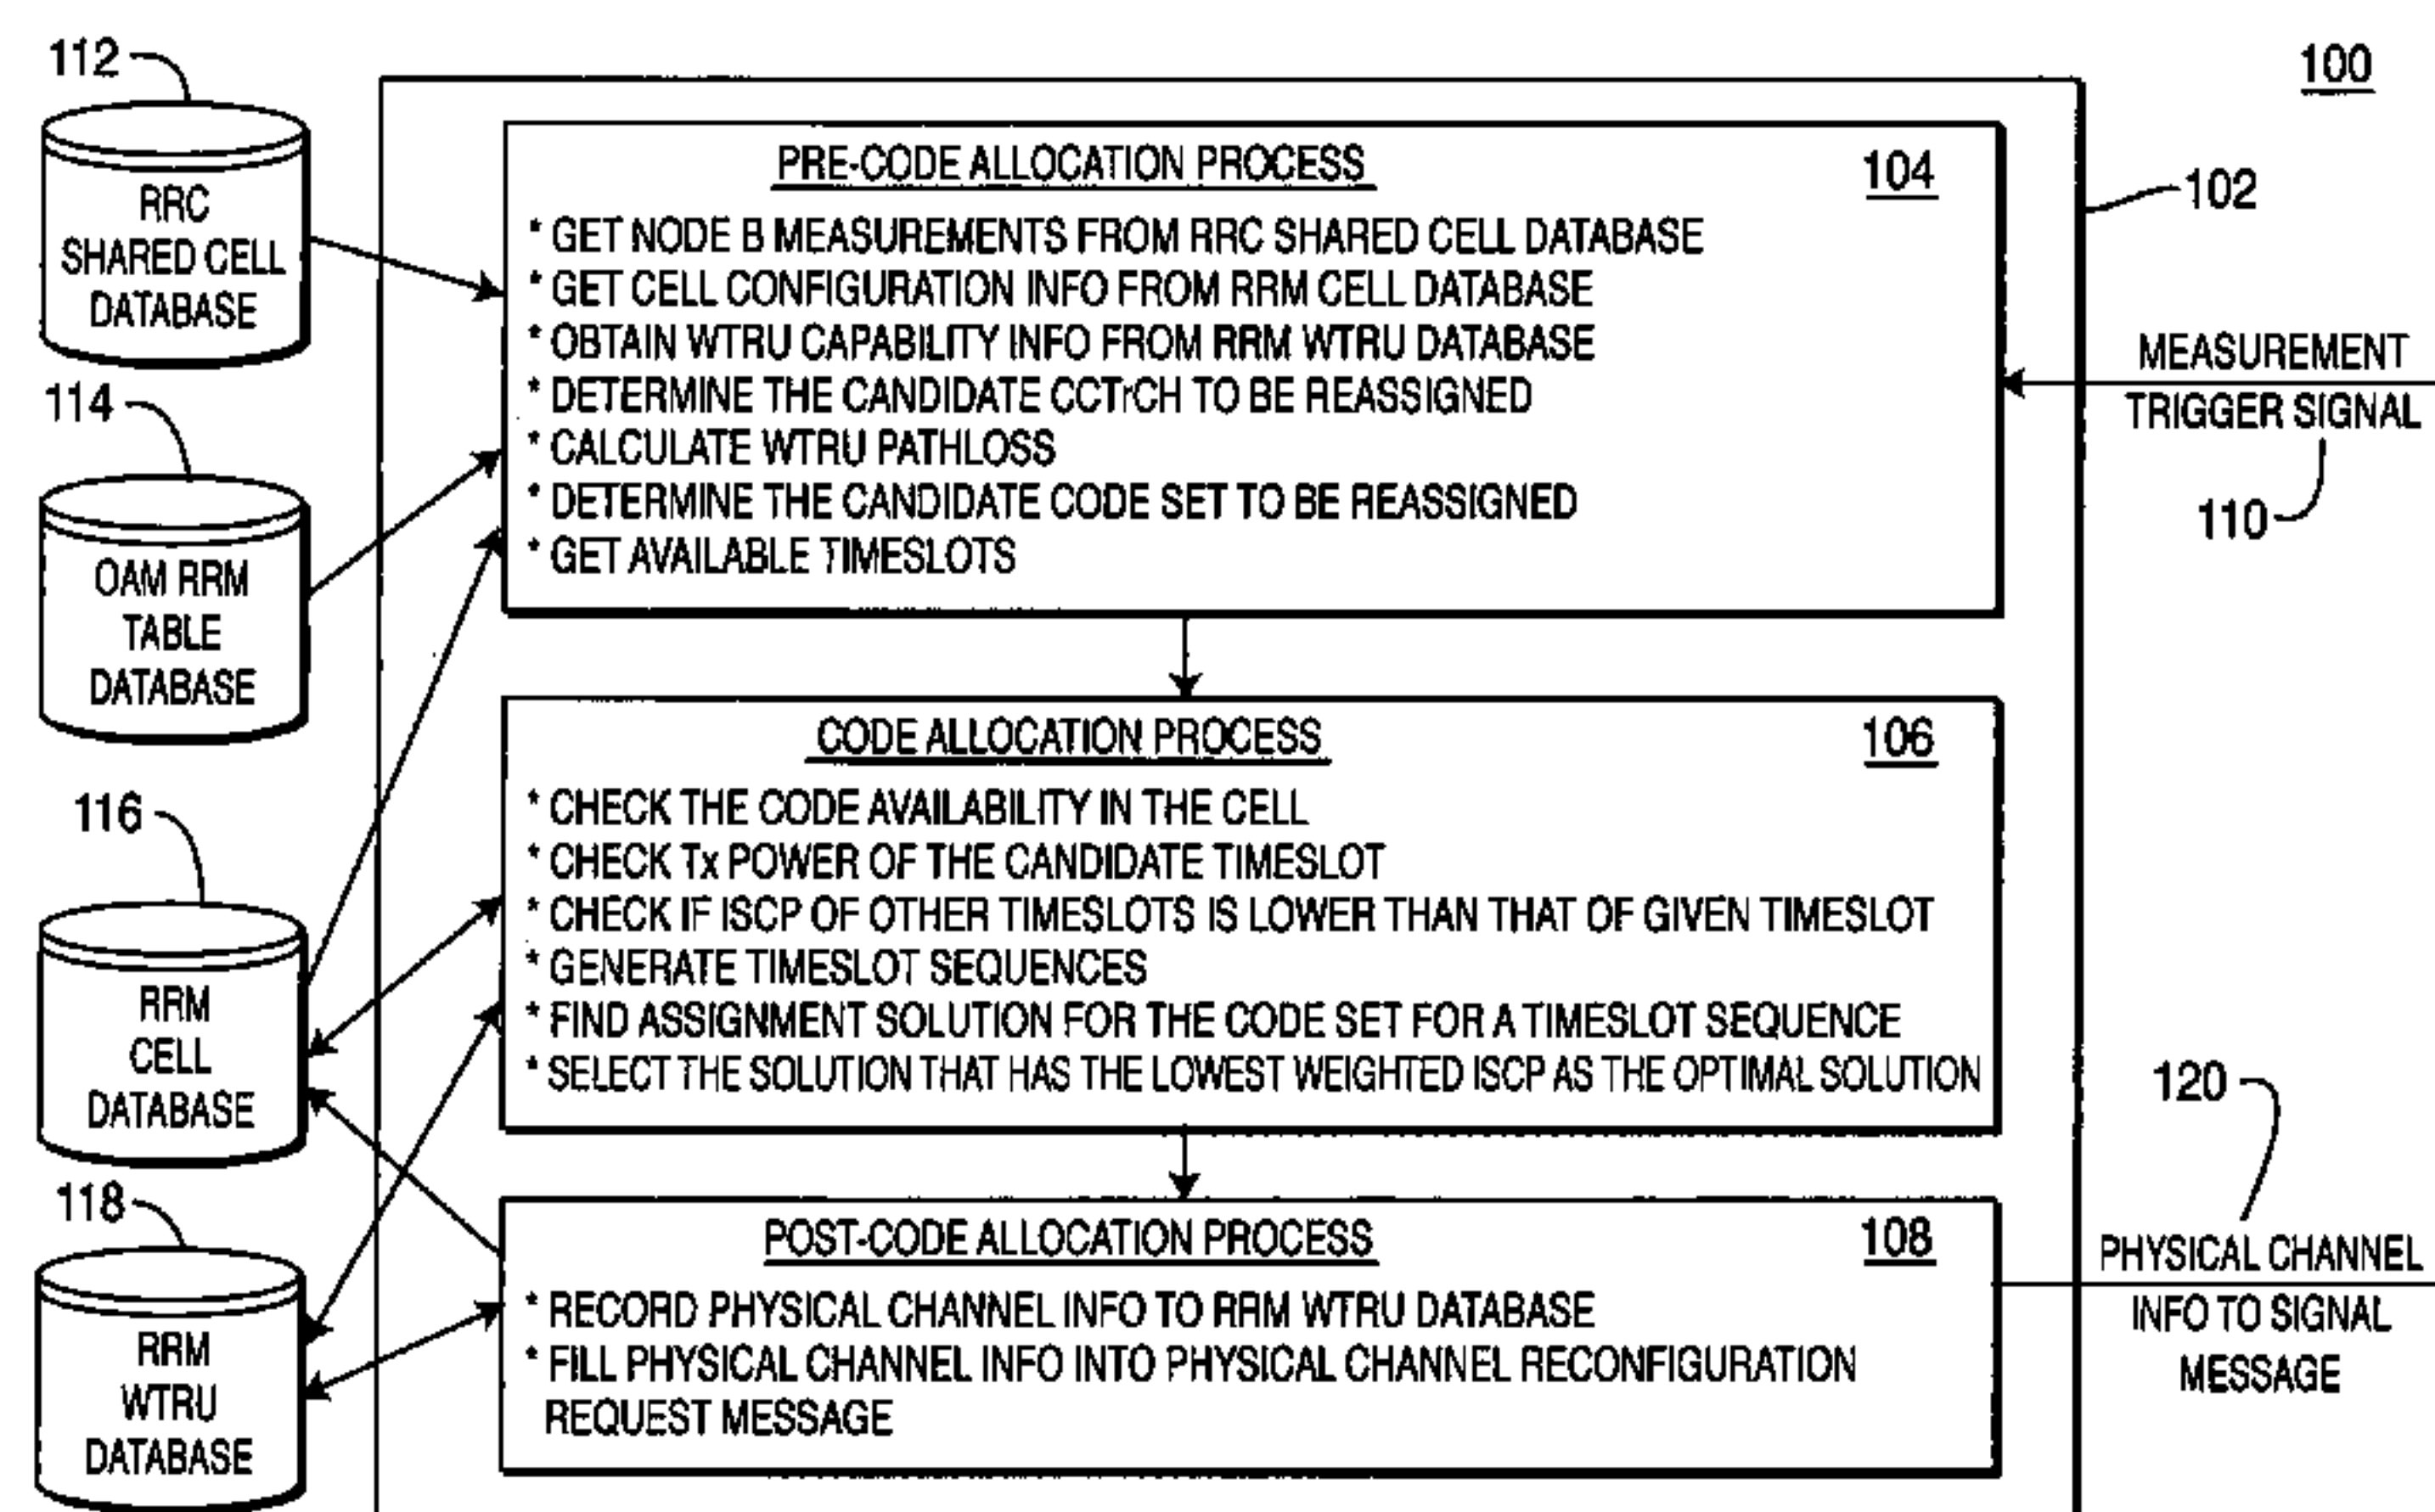 100
112
RRC
SHARED CELL
DATABASE
114
OAM RRM
TABLE
DATABASE
116
RRM
CELL
DATABASE
118
RRM
WTRU
DATABASE
102
PRE-CODE ALLOCATION PROCESS 104
* GET NODE B MEASUREMENTS FROM RRC SHARED CELL DATABASE
* GET CELL CONFIGURATION INFO FROM RRM CELL DATABASE
* OBTAIN WTRU CAPABILITY INFO FROM RRM WTRU DATABASE
* DETERMINE THE CANDIDATE CCTrCH TO BE REASSIGNED
* CALCULATE WTRU PATHLOSS
* DETERMINE THE CANDIDATE CODE SET TO BE REASSIGNED
* GET AVAILABLE TIMESLOTS
MEASUREMENT
TRIGGER SIGNAL
110
CODE ALLOCATION PROCESS 106
* CHECK THE CODE AVAILABILITY IN THE CELL
* CHECK Tx POWER OF THE CANDIDATE TIMESLOT
* CHECK IF ISCP OF OTHER TIMESLOTS IS LOWER THAN THAT OF GIVEN TIMESLOT
* GENERATE TIMESLOT SEQUENCES
* FIND ASSIGNMENT SOLUTION FOR THE CODE SET FOR A TIMESLOT SEQUENCE
* SELECT THE SOLUTION THAT HAS THE LOWEST WEIGHTED ISCP AS THE OPTIMAL SOLUTION
POST-CODE ALLOCATION PROCESS 108
* RECORD PHYSICAL CHANNEL INFO TO RRM WTRU DATABASE
* FILL PHYSICAL CHANNEL INFO INTO PHYSICAL CHANNEL RECONFIGURATION
REQUEST MESSAGE
120
PHYSICAL CHANNEL
INFO TO SIGNAL
MESSAGE